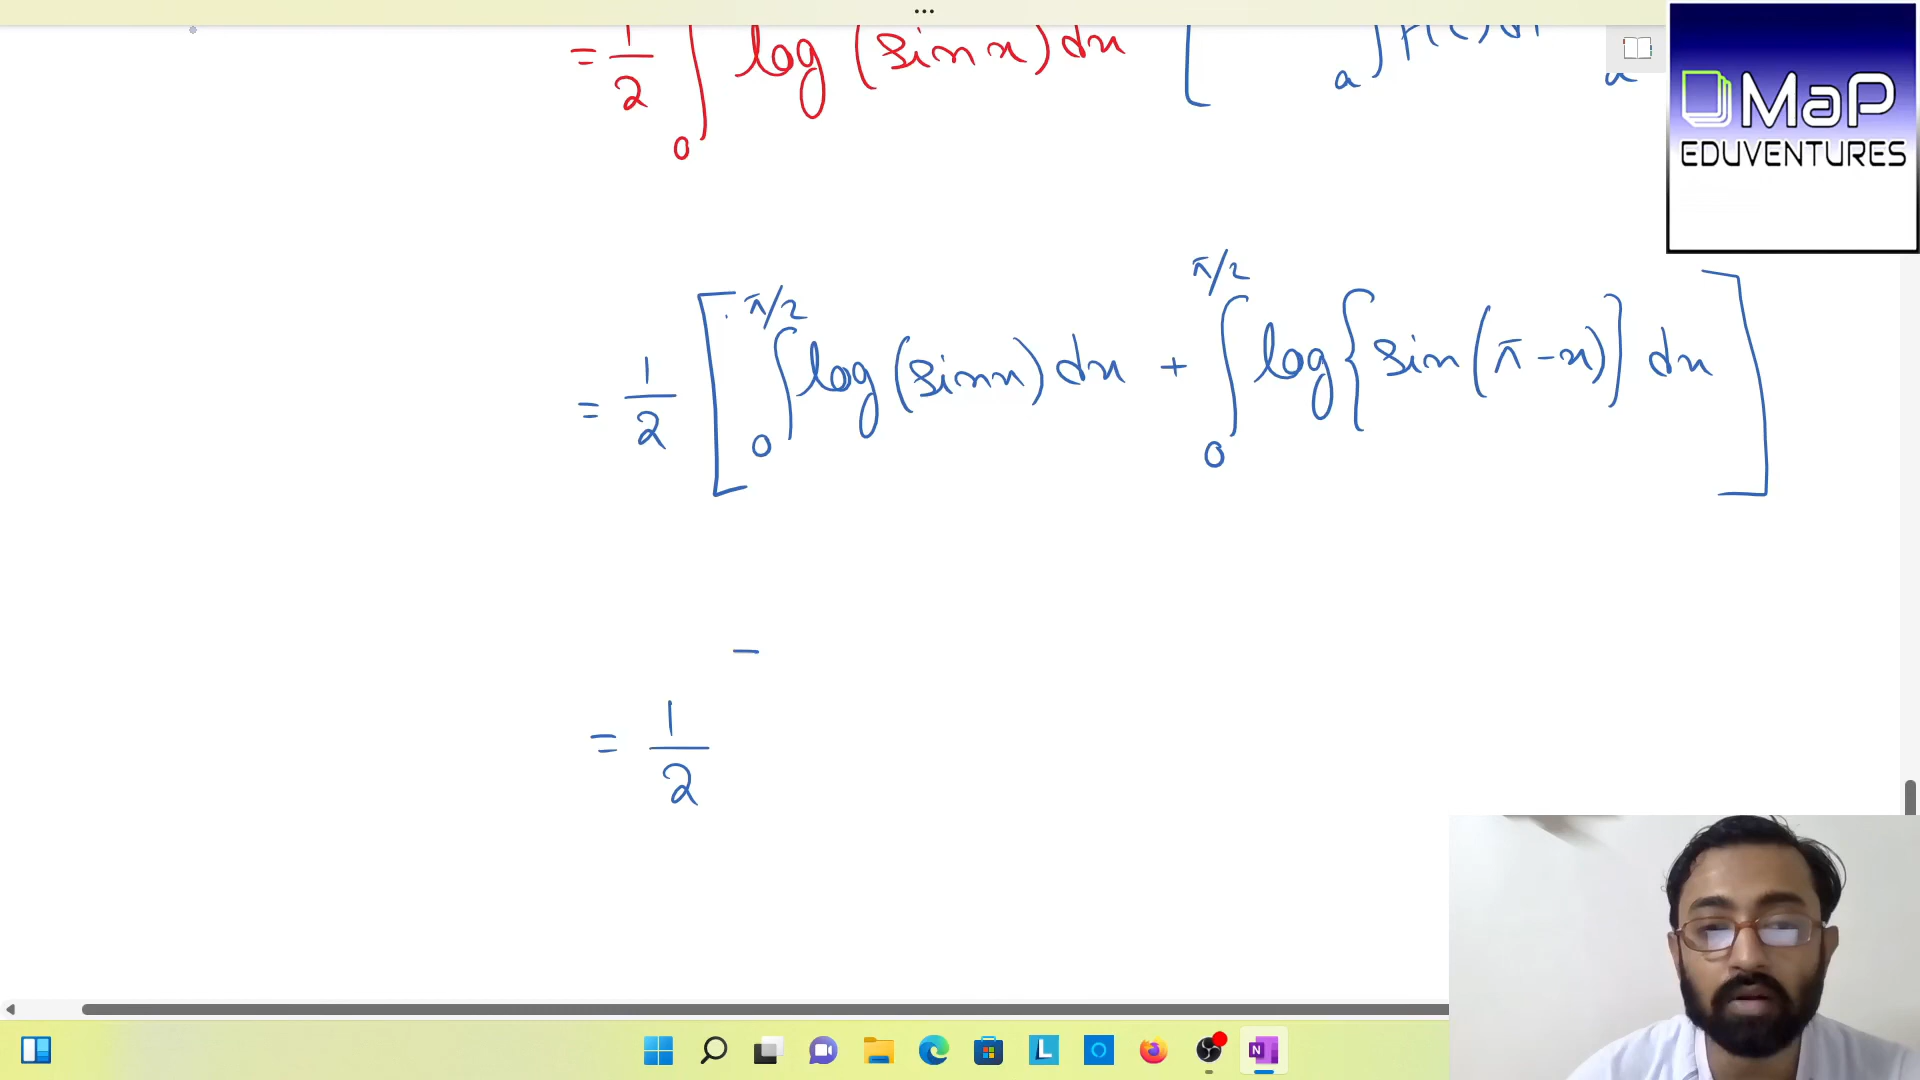 ...
= 1/2 ∫0 log (sin x) dx [ a∫
MaP
EDUVENTURES
= 1/2 [ 0∫π/2 log (sin x) dx + 0∫π/2 log { sin (π - x) } dx ]
= 1/2